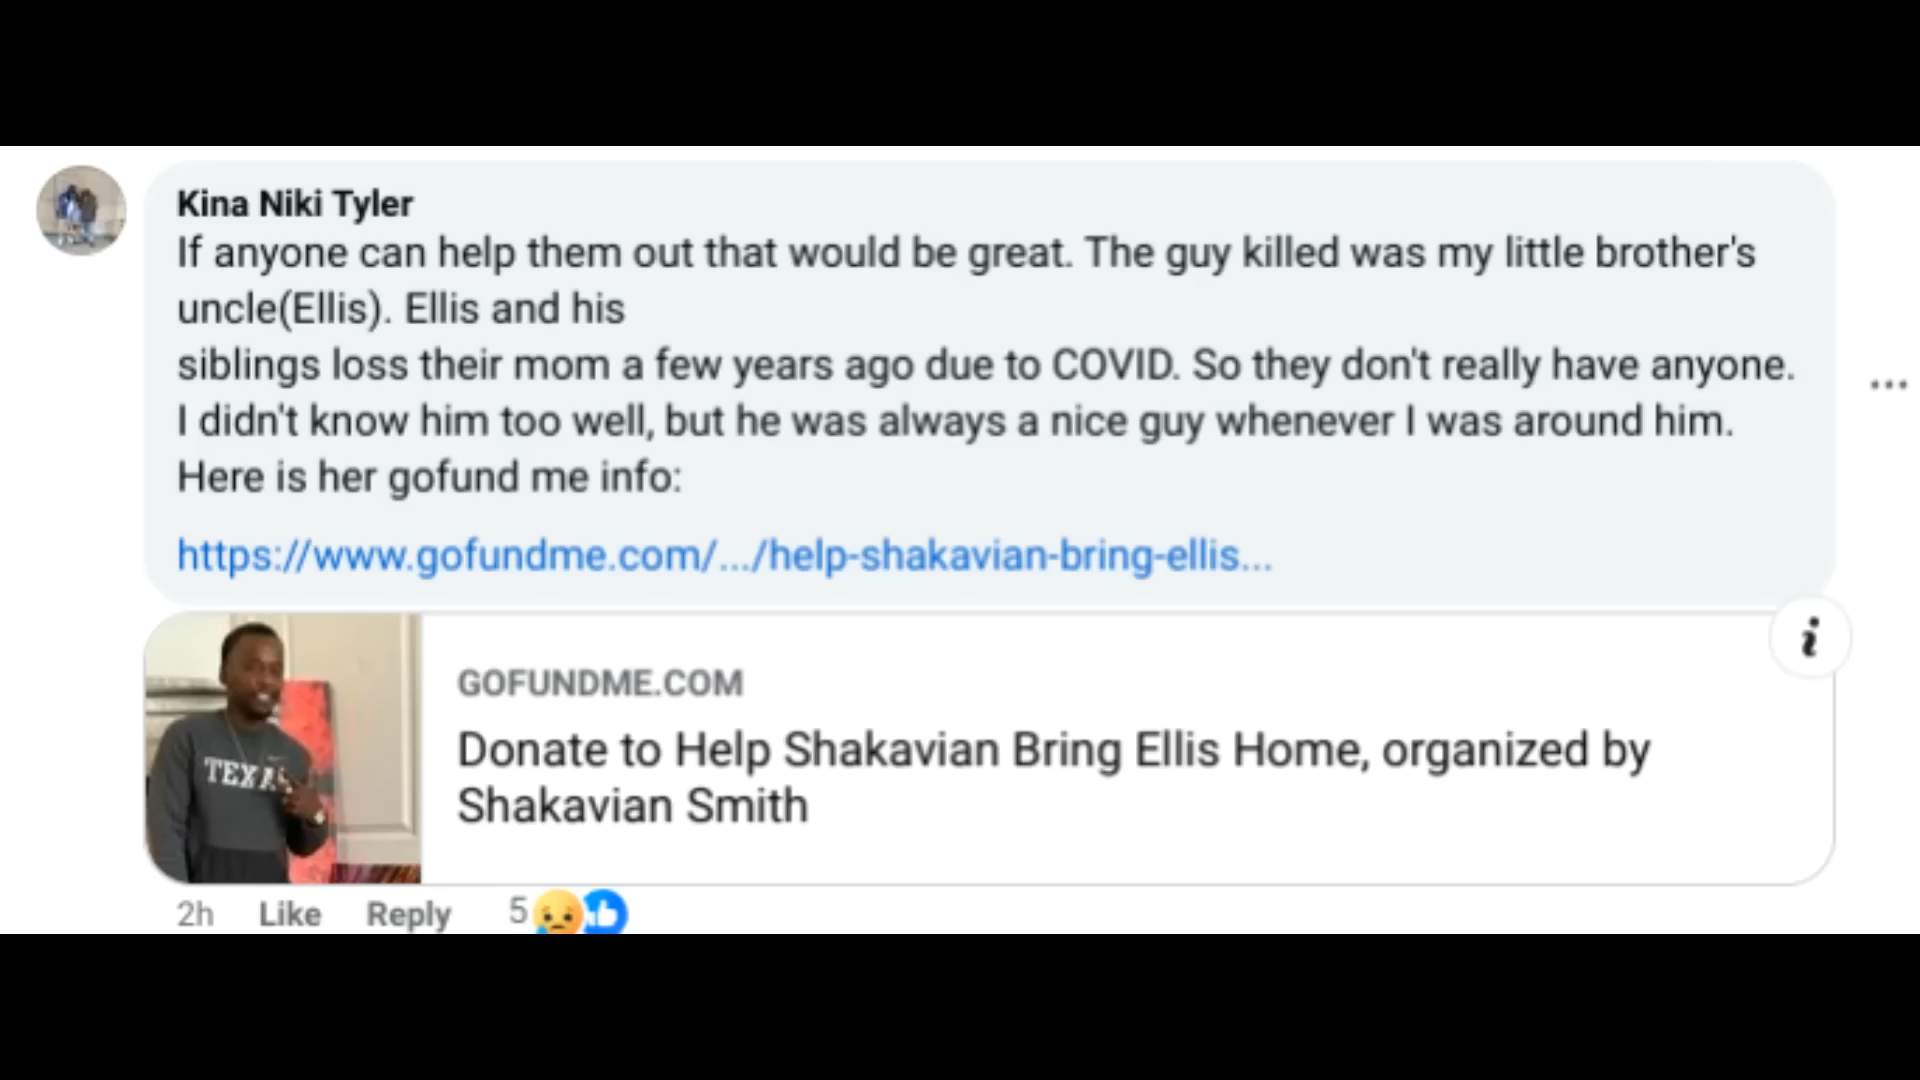 Kina Niki Tyler
If anyone can help them out that would be great. The guy killed was my little brother's
uncle(Ellis). Ellis and his
siblings loss their mom a few years ago due to COVID. So they don't really have anyone.
I didn't know him too well, but he was always a nice guy whenever I was around him.
Here is her gofund me info:
https://www.gofundme.com/.../help-shakavian-bring-ellis...
GOFUNDME.COM
Donate to Help Shakavian Bring Ellis Home, organized by
Shakavian Smith
TEXAS
2h Like Reply 5